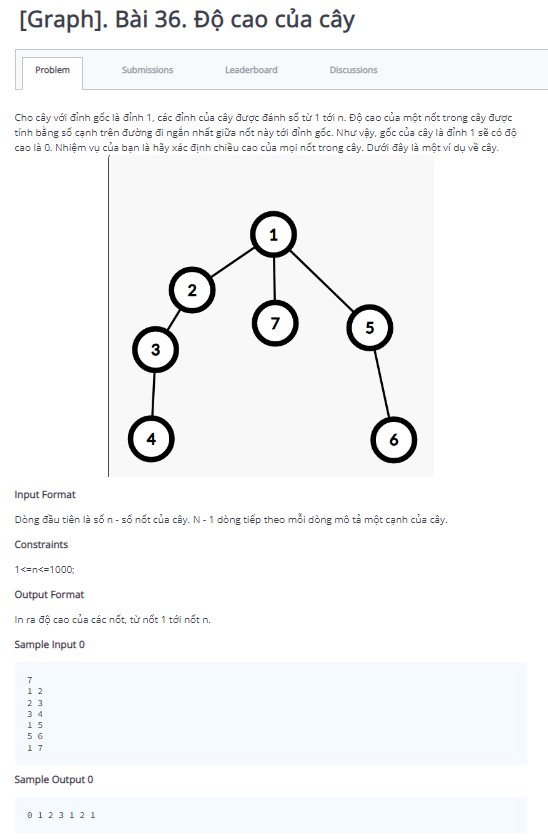 [Graph]. Bài 36. Độ cao của cây
Problem Submissions Leaderboard Discussions
Cho cây với đỉnh gốc là đỉnh 1, các đỉnh của cây được đánh số từ 1 tới n. Độ cao của một nốt trong cây được
tính bằng số cạnh trên đường đi ngắn nhất giữa nốt này tới đỉnh gốc. Như vậy, gốc của cây là đỉnh 1 sẽ có độ
cao là 0. Nhiệm vụ của bạn là hãy xác định chiều cao của mọi nốt trong cây. Dưới đây là một ví dụ về cây.
1
2
7
5
3
4
6
Input Format
Dòng đầu tiên là số n - số nốt của cây. N - 1 dòng tiếp theo mỗi dòng mô tả một cạnh của cây.
Constraints
1<=n<=1000;
Output Format
In ra độ cao của các nốt, từ nốt 1 tới nốt n.
Sample Input 0
7
1 2
2 3
3 4
1 5
5 6
1 7
Sample Output 0
0 1 2 3 1 2 1